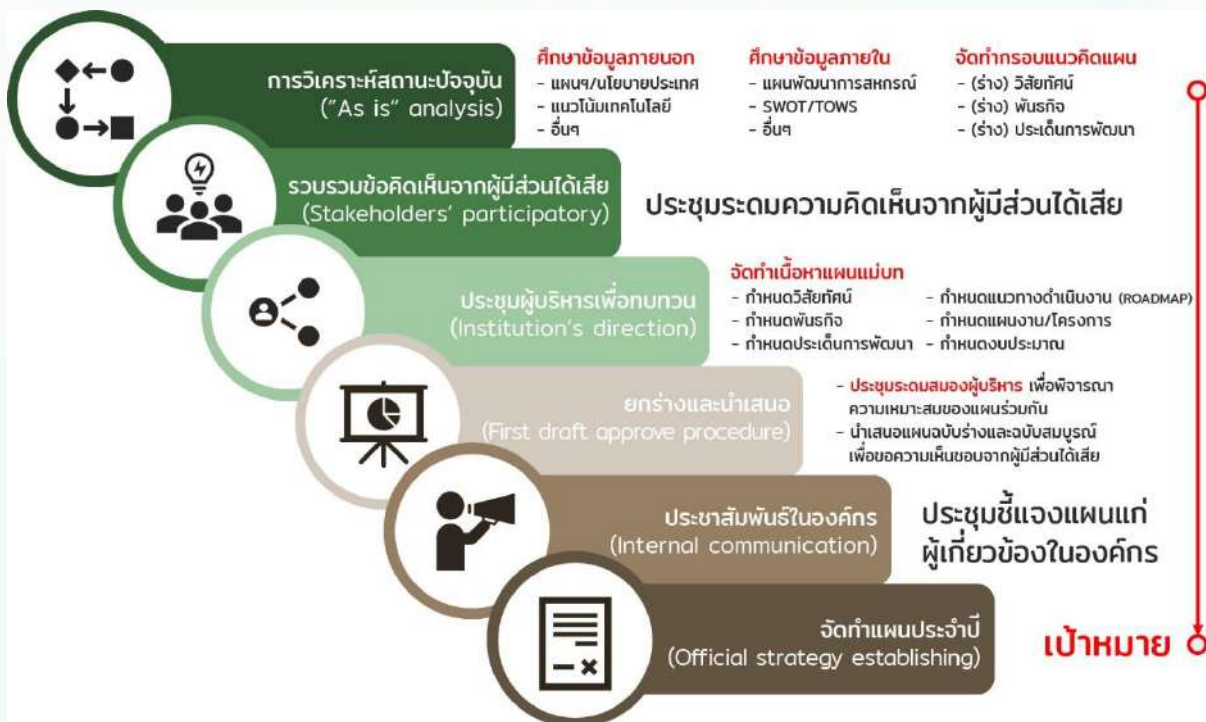 การวิเคราะห์สถานะปัจจุบัน
("As is" analysis)
ศึกษาข้อมูลภายนอก
- แผนฯ/นโยบายประเทศ
- แนวโน้มเทคโนโลยี
- อื่นๆ
ศึกษาข้อมูลภายใน
- แผนพัฒนาการสหกรณ์
- SWOT/TOWS
- อื่นๆ
จัดทำกรอบแนวคิดแผน
- (ร่าง) วิสัยทัศน์
- (ร่าง) พันธกิจ
- (ร่าง) ประเด็นการพัฒนา
รวบรวมข้อคิดเห็นจากผู้มีส่วนได้เสีย
(Stakeholders' participatory)
ประชุมระดมความคิดเห็นจากผู้มีส่วนได้เสีย
ประชุมผู้บริหารเพื่อทบทวน
(Institution's direction)
จัดทำเนื้อหาแผนแม่บท
- กำหนดวิสัยทัศน์
- กำหนดพันธกิจ
- กำหนดประเด็นการพัฒนา
- กำหนดแนวทางดำเนินงาน (ROADMAP)
- กำหนดแผนงาน/โครงการ
- กำหนดงบประมาณ
ยกร่างและนำเสนอ
(First draft approve procedure)
- ประชุมระดมสมองผู้บริหาร เพื่อพิจารณา
ความเหมาะสมของแผนร่วมกัน
- นำเสนอแผนฉบับร่างและฉบับสมบูรณ์
เพื่อขอความเห็นชอบจากผู้มีส่วนได้เสีย
ประชาสัมพันธ์ในองค์กร
(Internal communication)
ประชุมชี้แจงแผนแก่
ผู้เกี่ยวข้องในองค์กร
จัดทำแผนประจำปี
(Official strategy establishing)
เป้าหมาย